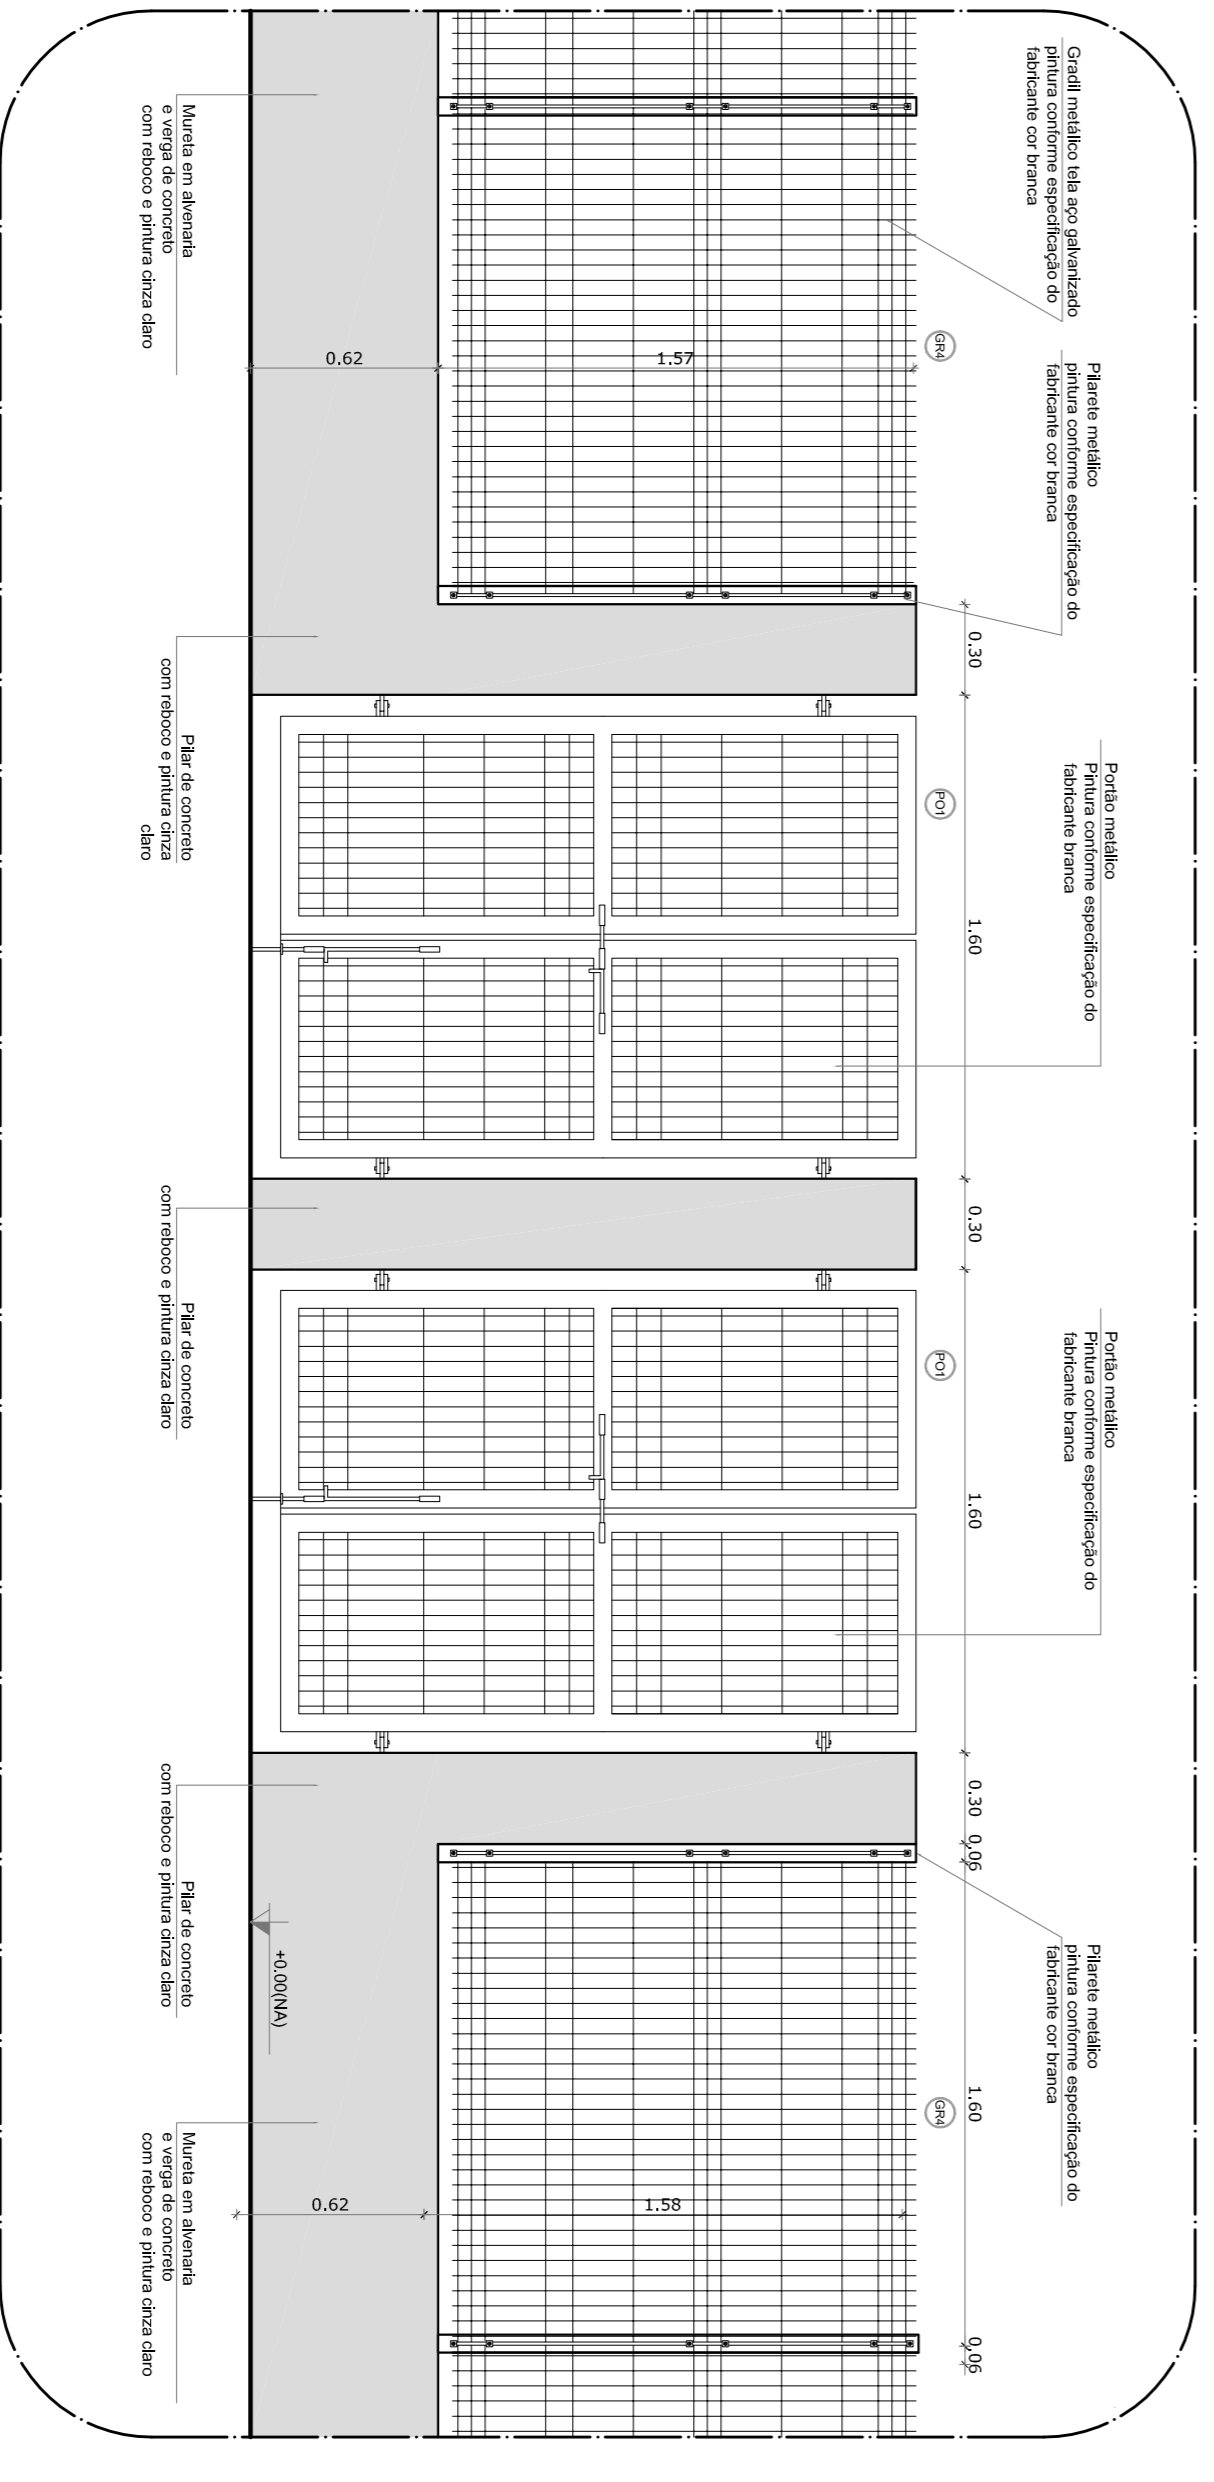 Gradil metálico tela aço galvanizado
pintura conforme especificação do
fabricante cor branca
Pilarete metálico
pintura conforme especificação do
fabricante cor branca
Portão metálico
Pintura conforme especificação do
fabricante branca
Portão metálico
Pintura conforme especificação do
fabricante branca
Pilarete metálico
pintura conforme especificação do
fabricante cor branca
0.30
1.60
0.30
1.60
0.30
0.06
1.60
0.06
GR4
PO1
PO1
GR4
1.57
0.62
1.58
0.62
+0.00(NA)
Mureta em alvenaria
e verga de concreto
com reboco e pintura cinza claro
Pilar de concreto
com reboco e pintura cinza
claro
Pilar de concreto
com reboco e pintura cinza claro
Pilar de concreto
com reboco e pintura cinza claro
Mureta em alvenaria
e verga de concreto
com reboco e pintura cinza claro